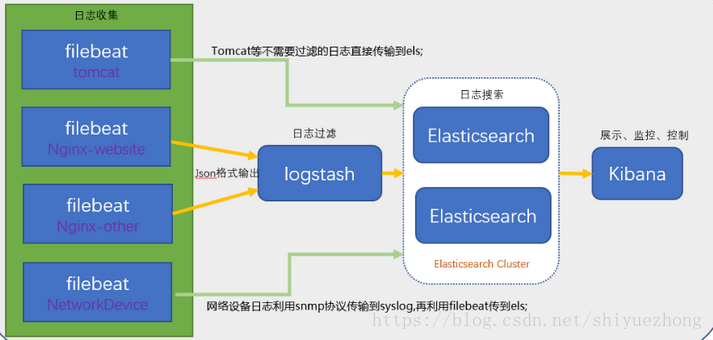 日志收集
filebeat
tomcat
Tomcat等不需要过滤的日志直接传输到els;
filebeat
Nginx-website
日志过滤
logstash
Json格式输出
filebeat
Nginx-other
日志搜索
Elasticsearch
Elasticsearch
Elasticsearch Cluster
展示、监控、控制
Kibana
filebeat
NetworkDevice
网络设备日志利用snmp协议传输到syslog,再利用filebeat传到els;
https://blog.csdn.net/shiyuezhong